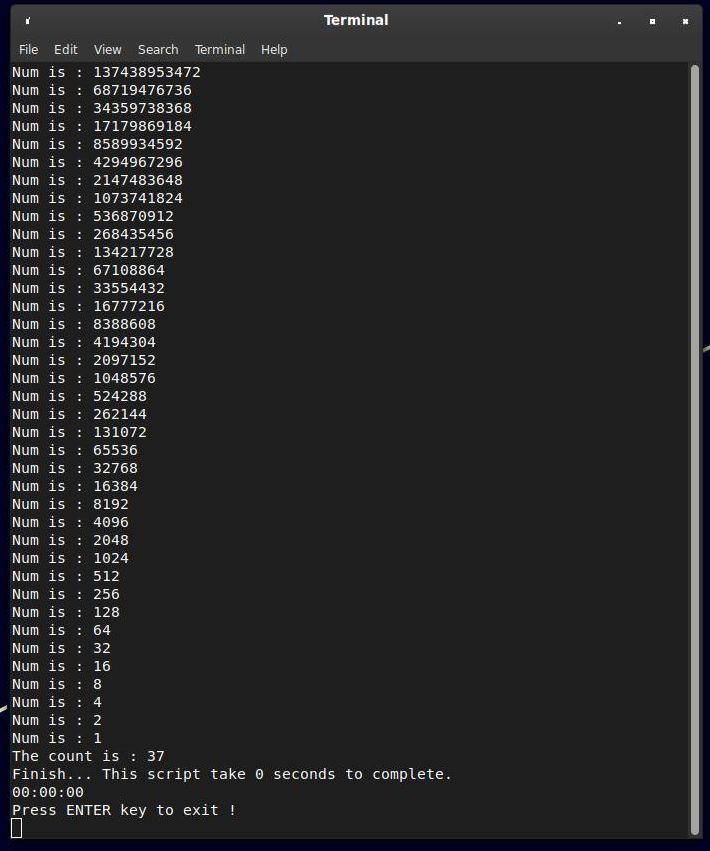 Terminal
File Edit View Search Terminal Help
Num is : 137438953472
Num is : 68719476736
Num is : 34359738368
Num is : 17179869184
Num is : 8589934592
Num is : 4294967296
Num is : 2147483648
Num is : 1073741824
Num is : 536870912
Num is : 268435456
Num is : 134217728
Num is : 67108864
Num is : 33554432
Num is : 16777216
Num is : 8388608
Num is : 4194304
Num is : 2097152
Num is : 1048576
Num is : 524288
Num is : 262144
Num is : 131072
Num is : 65536
Num is : 32768
Num is : 16384
Num is : 8192
Num is : 4096
Num is : 2048
Num is : 1024
Num is : 512
Num is : 256
Num is : 128
Num is : 64
Num is : 32
Num is : 16
Num is : 8
Num is : 4
Num is : 2
Num is : 1
The count is : 37
Finish... This script take 0 seconds to complete.
00:00:00
Press ENTER key to exit !